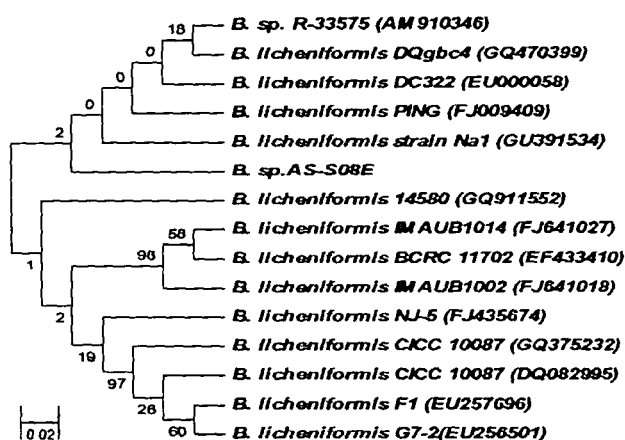 B. sp. R-33575 (AM 910346)
B. licheniformis DQgbc4 (GQ470399)
B. licheniformis DC322 (EU000058)
B. licheniformis PING (FJ009409)
B. licheniformis strain Na1 (GU391534)
B. sp.AS-S08E
B. licheniformis 14580 (GQ911552)
B. licheniformis IMAUB1014 (FJ641027)
B. licheniformis BCRC 11702 (EF433410)
B. licheniformis IMAUB1002 (FJ641018)
B. licheniformis NJ-5 (FJ435674)
B. licheniformis CICC 10087 (GQ375232)
B. licheniformis CICC 10087 (DQ082995)
B. licheniformis F1 (EU257696)
B. licheniformis G7-2(EU256501)
18
0
0
0
2
1
58
98
2
19
97
26
60
0.02